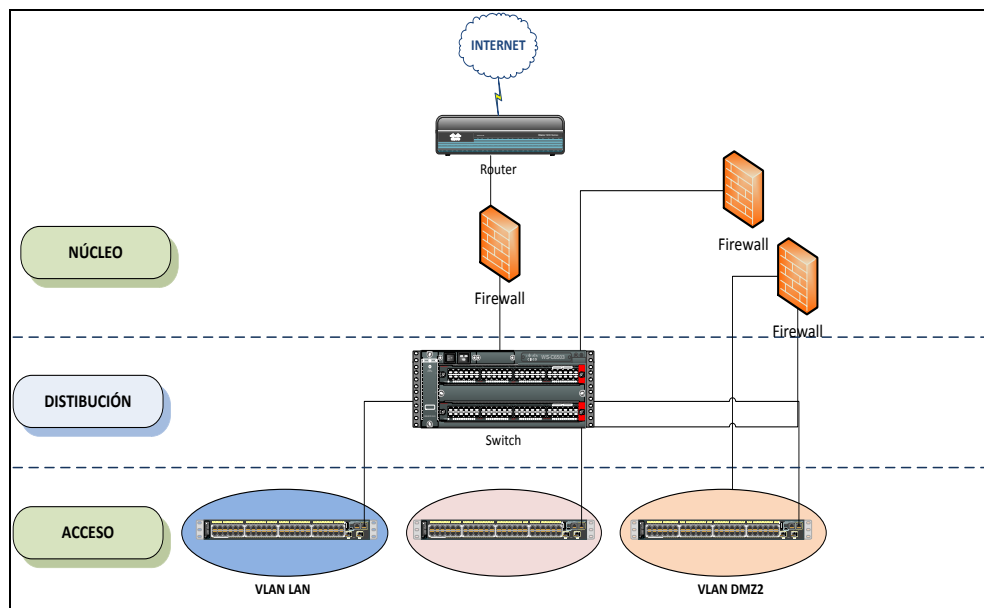 INTERNET
Router
Firewall
NÚCLEO
Firewall
Firewall
DISTIBUCIÓN
Switch
ACCESO
VLAN LAN
VLAN DMZ2